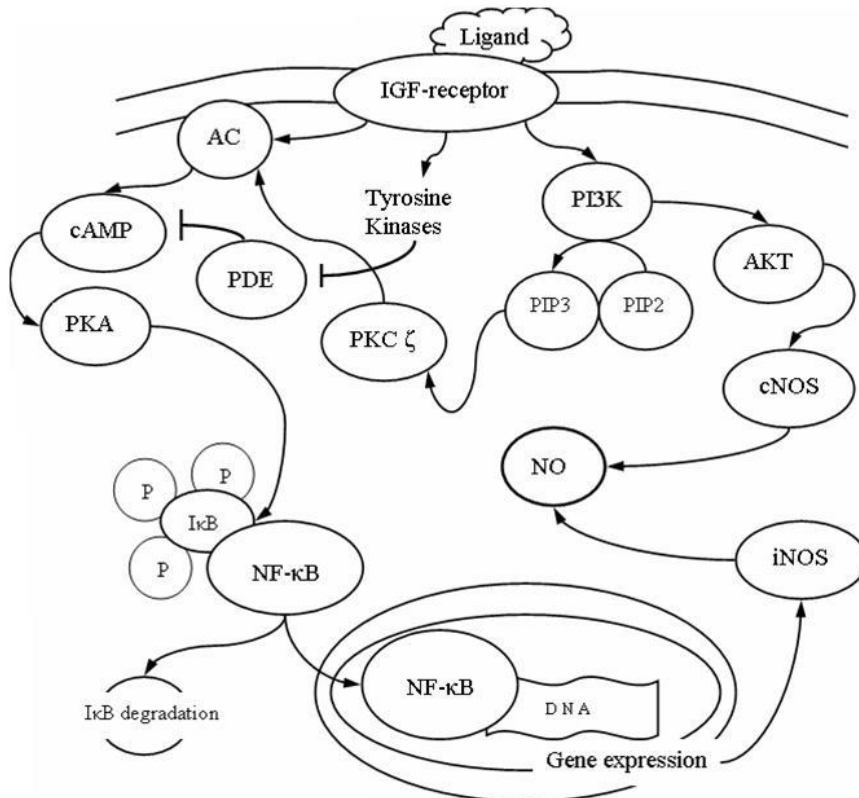 Ligand
IGF-receptor
AC
Tyrosine
Kinases
PI3K
cAMP
PDE
AKT
PIP3
PIP2
PKA
PKC ζ
cNOS
NO
P
P
IκB
P
NF-κB
iNOS
NF-κB
DNA
IκB degradation
Gene expression